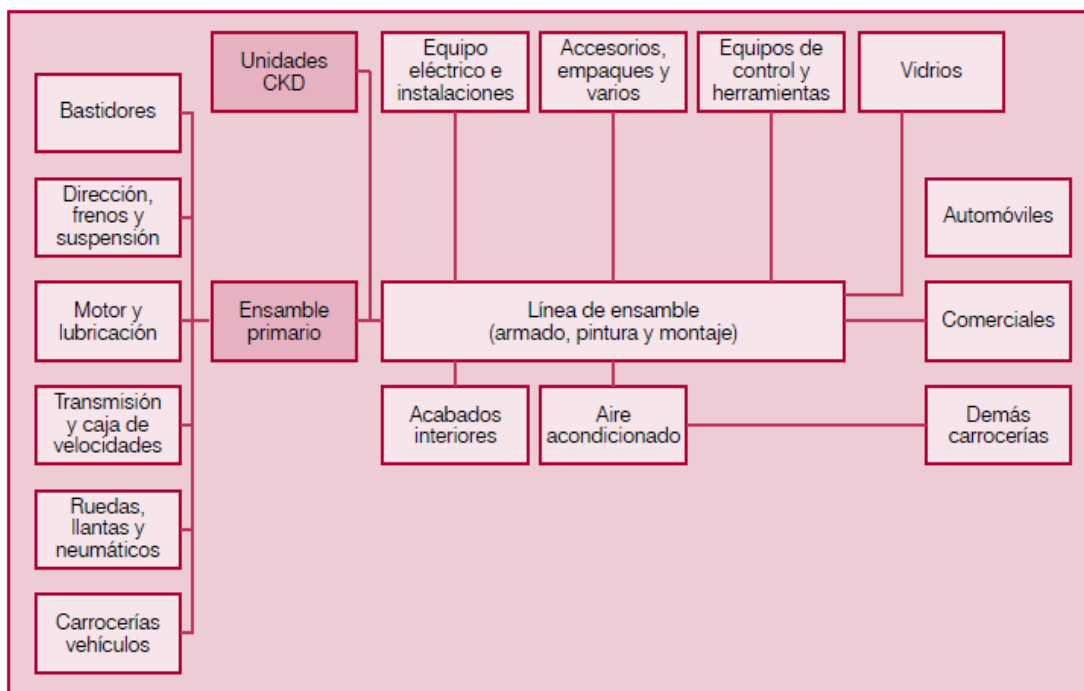 Unidades
CKD
Equipo
eléctrico e
instalaciones
Accesorios,
empaques y
varios
Equipos de
control y
herramientas
Vidrios
Bastidores
Dirección,
frenos y
suspensión
Automóviles
Motor y
lubricación
Ensamble
primario
Línea de ensamble
(armado, pintura y montaje)
Comerciales
Transmisión
y caja de
velocidades
Acabados
interiores
Aire
acondicionado
Demás
carrocerías
Ruedas,
llantas y
neumáticos
Carrocerías
vehículos